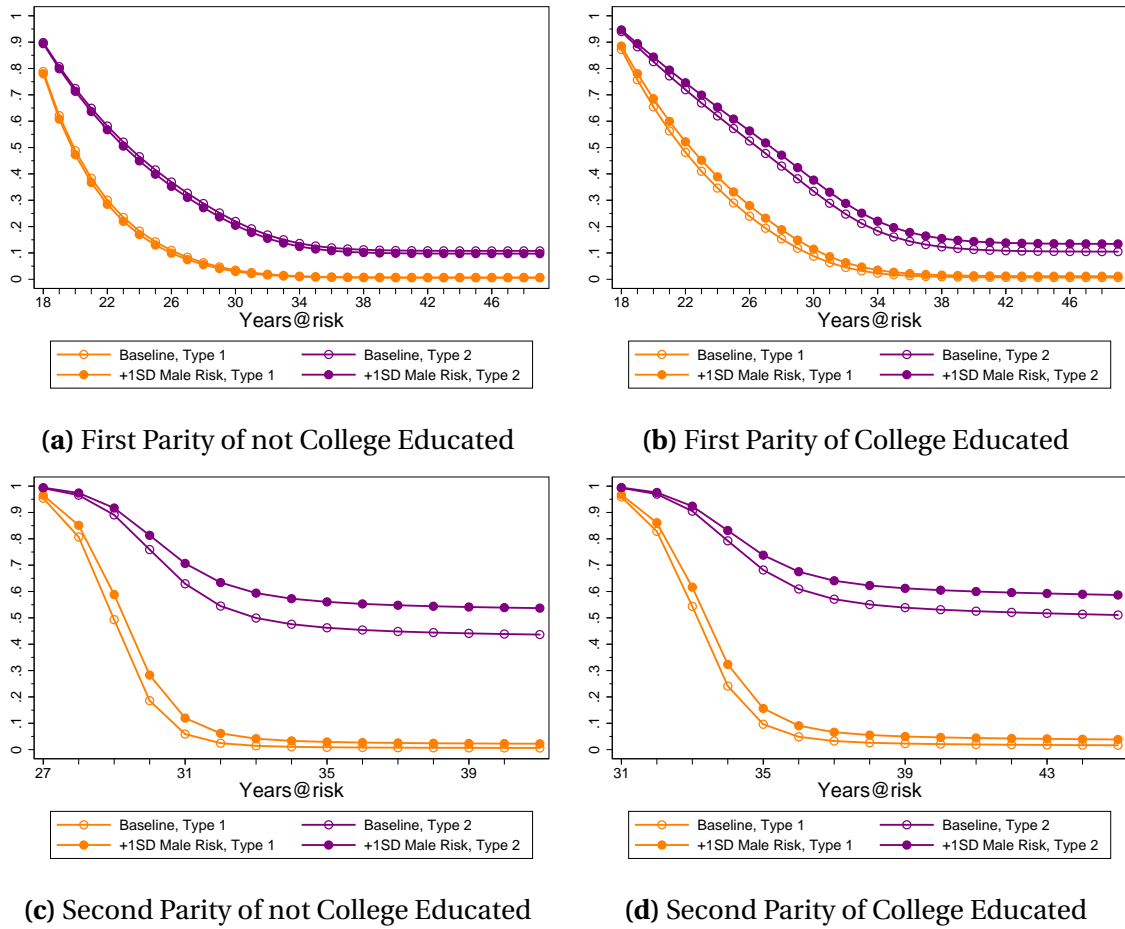 1
.9
.8
.7
.6
.5
.4
.3
.2
.1
0
18 22 26 30 34 38 42 46
Years@risk
Baseline, Type 1 Baseline, Type 2
+1SD Male Risk, Type 1 +1SD Male Risk, Type 2
(a) First Parity of not College Educated
1
.9
.8
.7
.6
.5
.4
.3
.2
.1
0
18 22 26 30 34 38 42 46
Years@risk
Baseline, Type 1 Baseline, Type 2
+1SD Male Risk, Type 1 +1SD Male Risk, Type 2
(b) First Parity of College Educated
1
.9
.8
.7
.6
.5
.4
.3
.2
.1
0
27 31 35 39
Years@risk
Baseline, Type 1 Baseline, Type 2
+1SD Male Risk, Type 1 +1SD Male Risk, Type 2
(c) Second Parity of not College Educated
1
.9
.8
.7
.6
.5
.4
.3
.2
.1
0
31 35 39 43
Years@risk
Baseline, Type 1 Baseline, Type 2
+1SD Male Risk, Type 1 +1SD Male Risk, Type 2
(d) Second Parity of College Educated